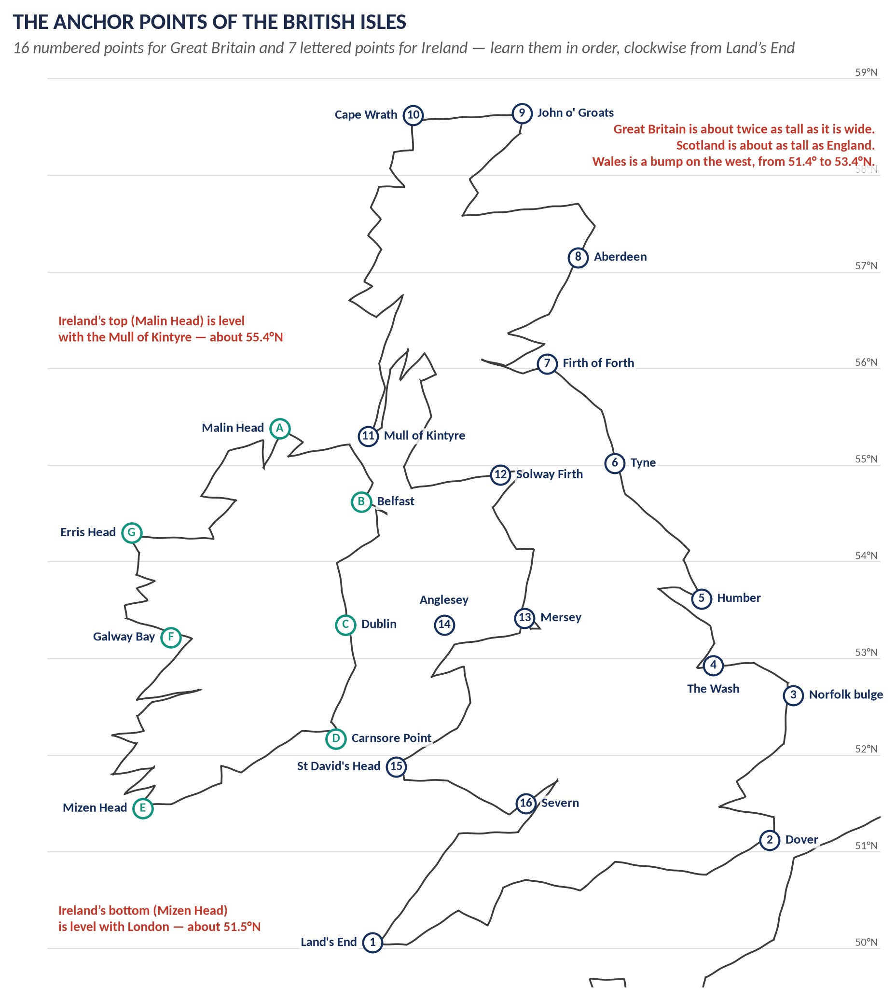 THE ANCHOR POINTS OF THE BRITISH ISLES
16 numbered points for Great Britain and 7 lettered points for Ireland — learn them in order, clockwise from Land’s End
59°N
Cape Wrath 10
9 John o' Groats
Great Britain is about twice as tall as it is wide.
Scotland is about as tall as England.
Wales is a bump on the west, from 51.4° to 53.4°N.
58°N
8 Aberdeen
57°N
Ireland’s top (Malin Head) is level
with the Mull of Kintyre — about 55.4°N
7 Firth of Forth
56°N
Malin Head A
11 Mull of Kintyre
6 Tyne
55°N
12 Solway Firth
B Belfast
Erris Head G
54°N
Anglesey
14
5 Humber
13 Mersey
C Dublin
Galway Bay F
53°N
4
The Wash
3 Norfolk bulge
D Carnsore Point
52°N
St David's Head 15
16 Severn
Mizen Head E
2 Dover
51°N
Ireland’s bottom (Mizen Head)
is level with London — about 51.5°N
Land's End 1
50°N